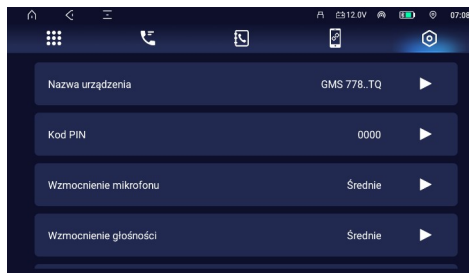 12.0V 07:08
Nazwa urządzenia GMS 778..TQ
Kod PIN 0000
Wzmocnienie mikrofonu Średnie
Wzmocnienie głośności Średnie